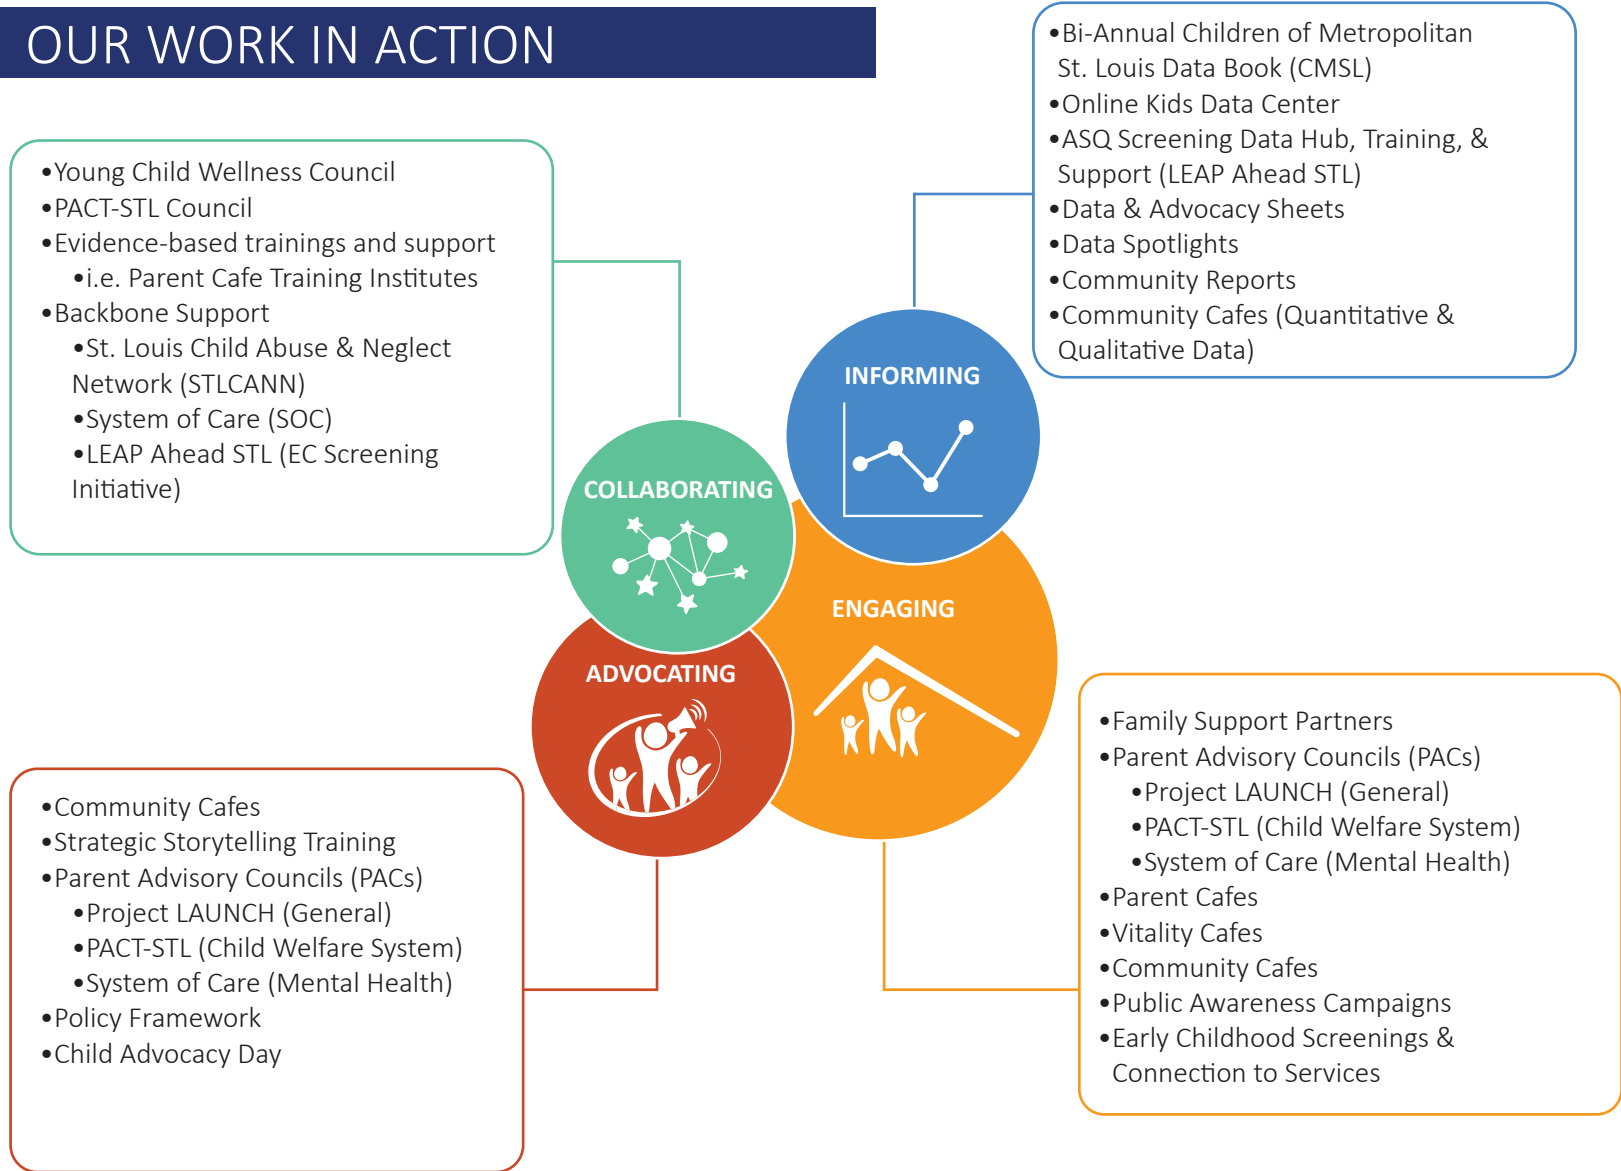 OUR WORK IN ACTION
•Young Child Wellness Council
•PACT-STL Council
•Evidence-based trainings and support
•i.e. Parent Cafe Training Institutes
•Backbone Support
•St. Louis Child Abuse & Neglect
Network (STLCANN)
•System of Care (SOC)
•LEAP Ahead STL (EC Screening
Initiative)
•Bi-Annual Children of Metropolitan
St. Louis Data Book (CMSL)
•Online Kids Data Center
•ASQ Screening Data Hub, Training, &
Support (LEAP Ahead STL)
•Data & Advocacy Sheets
•Data Spotlights
•Community Reports
•Community Cafes (Quantitative &
Qualitative Data)
INFORMING
COLLABORATING
ENGAGING
ADVOCATING
•Community Cafes
•Strategic Storytelling Training
•Parent Advisory Councils (PACs)
•Project LAUNCH (General)
•PACT-STL (Child Welfare System)
•System of Care (Mental Health)
•Policy Framework
•Child Advocacy Day
•Family Support Partners
•Parent Advisory Councils (PACs)
•Project LAUNCH (General)
•PACT-STL (Child Welfare System)
•System of Care (Mental Health)
•Parent Cafes
•Vitality Cafes
•Community Cafes
•Public Awareness Campaigns
•Early Childhood Screenings &
Connection to Services